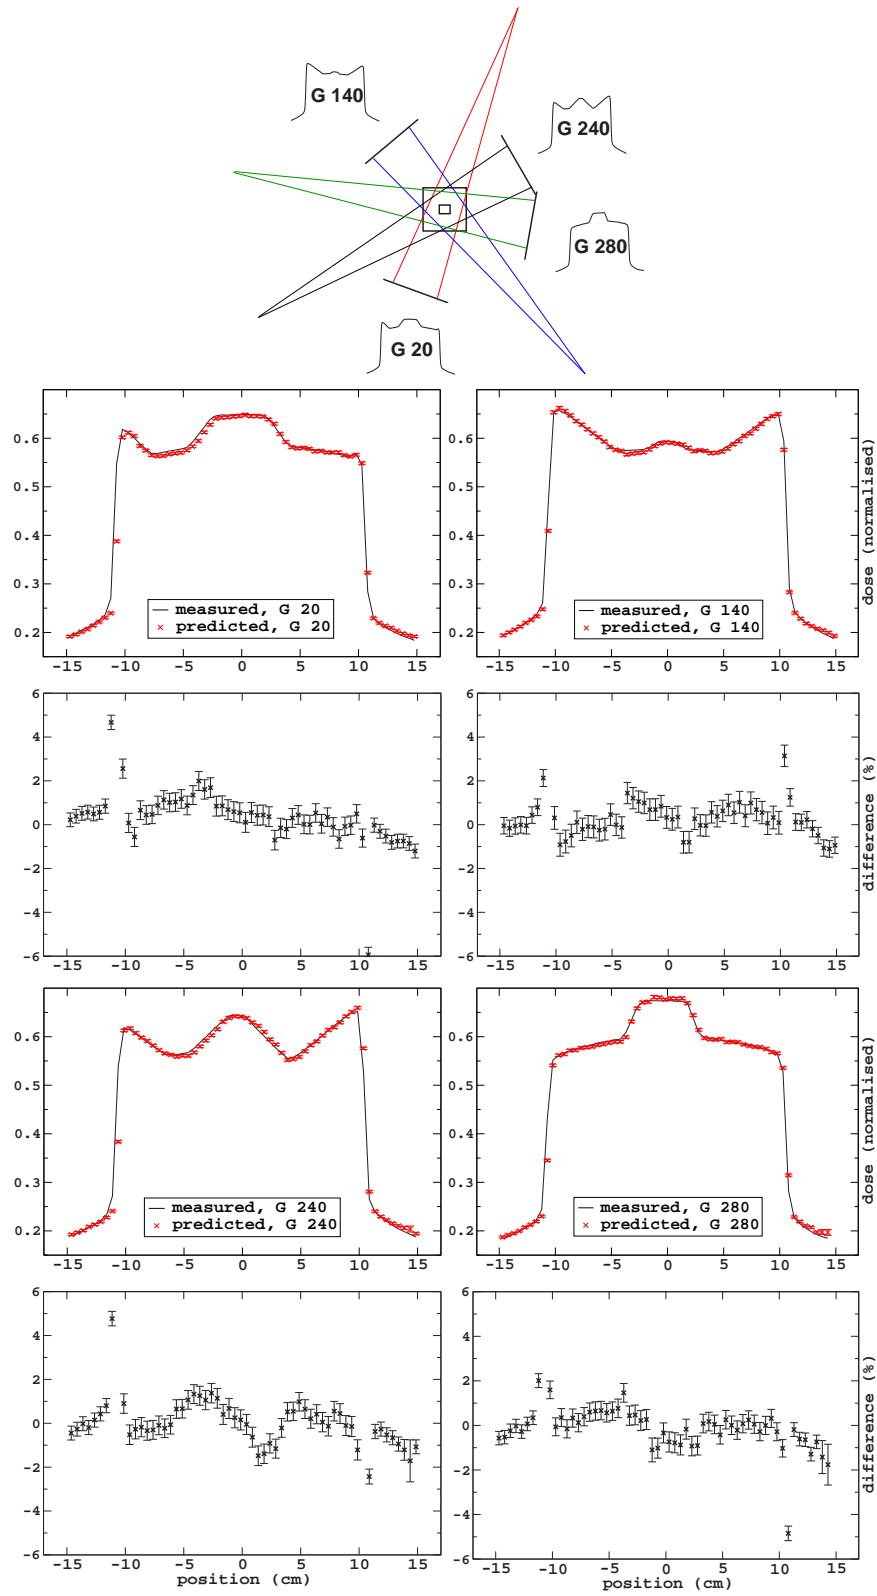 G 140
G 240
G 280
G 20
0.6
0.5
0.4
0.3
0.2
measured, G 20
predicted, G 20
-15 -10 -5 0 5 10 15
0.6
0.5
0.4
0.3
0.2
measured, G 140
predicted, G 140
-15 -10 -5 0 5 10 15
dose (normalised)
6
4
2
0
-2
-4
-6
-15 -10 -5 0 5 10 15
6
4
2
0
-2
-4
-6
-15 -10 -5 0 5 10 15
difference (%)
0.6
0.5
0.4
0.3
0.2
measured, G 240
predicted, G 240
-15 -10 -5 0 5 10 15
0.6
0.5
0.4
0.3
0.2
measured, G 280
predicted, G 280
-15 -10 -5 0 5 10 15
dose (normalised)
6
4
2
0
-2
-4
-6
-15 -10 -5 0 5 10 15
position (cm)
6
4
2
0
-2
-4
-6
-15 -10 -5 0 5 10 15
position (cm)
difference (%)